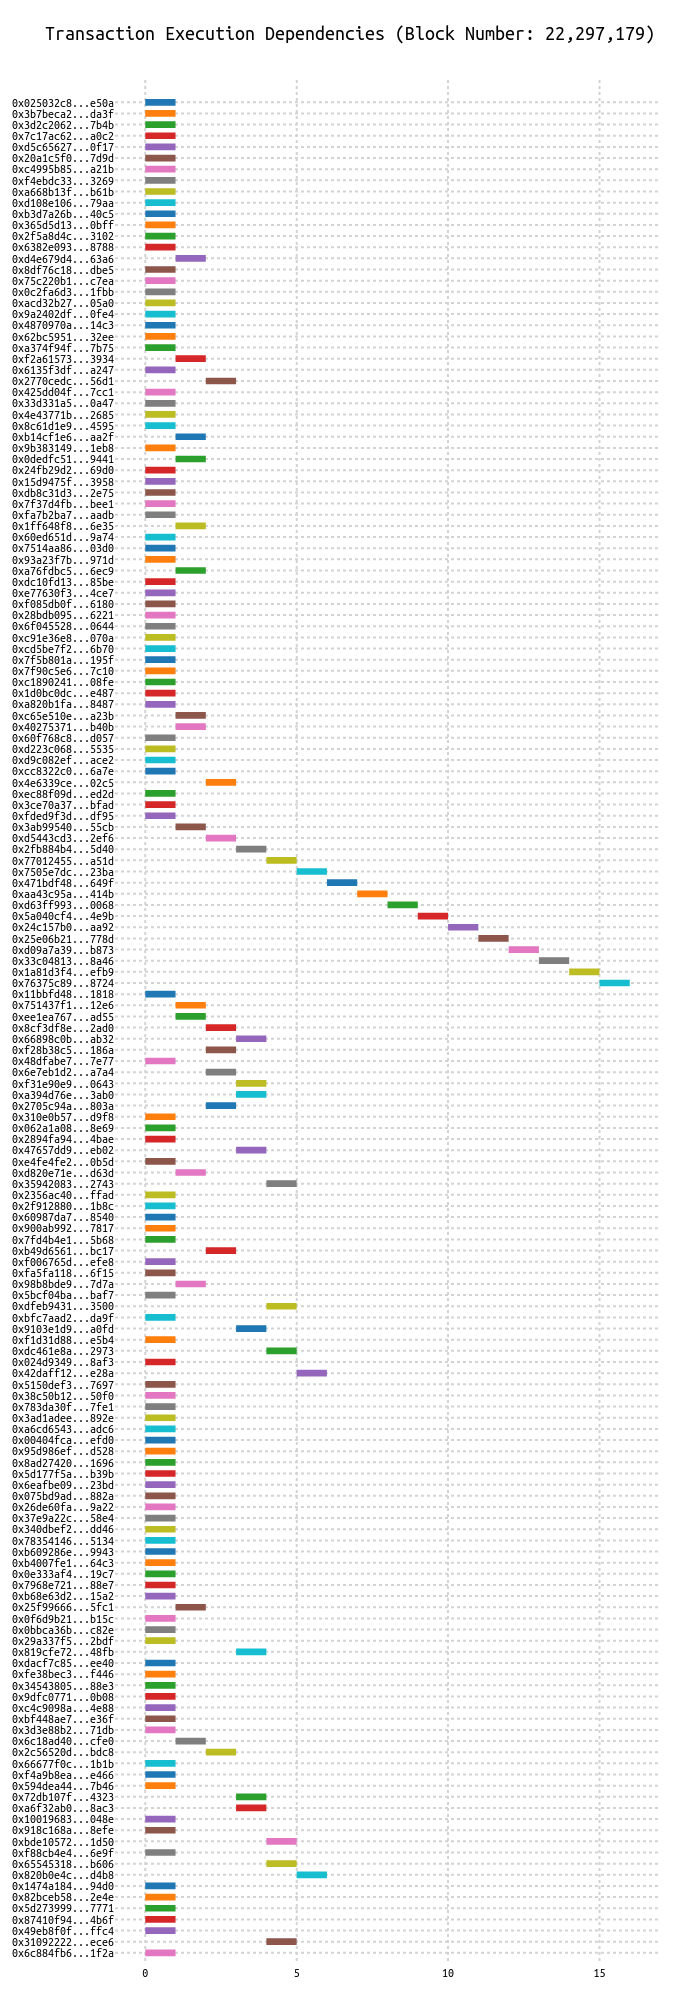 Transaction Execution Dependencies (Block Number: 22,297,179)
0x025032c8...e50a
0x3b7beca2...da3f
0x3d2c2062...7b4b
0x7c17ac62...a0c2
0xd5c65627...0f17
0x20a1c5f0...7d9d
0xc4995b85...a21b
0xf4ebdc33...3269
0xa668b13f...b61b
0xd108e106...79aa
0xb3d7a26b...40c5
0x365d5d13...0bff
0x2f5a8d4c...3102
0x6382e093...8788
0xd4e679d4...63a6
0x8df76c18...dbe5
0x75c220b1...c7ea
0x0c2fa6d3...1fbb
0xacd32b27...05a0
0x9a2402df...0fe4
0x4870970a...14c3
0x62bc5951...32ee
0xa374f94f...7b75
0xf2a61573...3934
0x6135f3df...a247
0x2770cedc...56d1
0x425dd04f...7cc1
0x33d331a5...0a47
0x4e43771b...2685
0x8c61d1e9...4595
0xb14cf1e6...aa2f
0x9b383149...1eb8
0x0dedfc51...9441
0x24fb29d2...69d0
0x15d9475f...3958
0xdb8c31d3...2e75
0x7f37d4fb...bee1
0xfa7b2ba7...aadb
0x1ff648f8...6e35
0x60ed651d...9a74
0x7514aa86...03d0
0x93a23f7b...971d
0xa76fdbc5...6ec9
0xdc10fd13...85be
0xe77630f3...4ce7
0xf085db0f...6180
0x28bdb095...6221
0x6f045528...0644
0xc91e36e8...070a
0xcd5be7f2...6b70
0x7f5b801a...195f
0x7f90c5e6...7c10
0xc1890241...08fe
0x1d0bc0dc...e487
0xa820b1fa...8487
0xc65e510e...a23b
0x40275371...b40b
0x60f768c8...d057
0xd223c068...5535
0xd9c082ef...ace2
0xcc8322c0...6a7e
0x4e6339ce...02c5
0xec88f09d...ed2d
0x3ce70a37...bfad
0xfded9f3d...df95
0x3ab99540...55cb
0xd5443cd3...2ef6
0x2fb884b4...5d40
0x77012455...a51d
0x7505e7dc...23ba
0x471bdf48...649f
0xaa43c95a...414b
0xd63ff993...0068
0x5a040cf4...4e9b
0x24c157b0...aa92
0x25e06b21...778d
0xd09a7a39...b873
0x33c04813...8a46
0x1a81d3f4...efb9
0x76375c89...8724
0x11bbfd48...1818
0x751437f1...12e6
0xee1ea767...ad55
0x8cf3df8e...2ad0
0x66898c0b...ab32
0xf28b38c5...186a
0x48dfabe7...7e77
0x6e7eb1d2...a7a4
0xf31e90e9...0643
0xa394d76e...3ab0
0x2705c94a...803a
0x310e0b57...d9f8
0x062a1a08...8e69
0x2894fa94...4bae
0x47657dd9...eb02
0xe4fe4fe2...0b5d
0xd820e71e...d63d
0x35942083...2743
0x2356ac40...ffad
0x2f912880...1b8c
0x60987da7...8540
0x900ab992...7817
0x7fd4b4e1...5b68
0xb49d6561...bc17
0xf006765d...efe8
0xfa5fa118...6f15
0x98b8bde9...7d7a
0x5bcf04ba...baf7
0xdfeb9431...3500
0xbfc7aad2...da9f
0x9103e1d9...a0fd
0xf1d31d88...e5b4
0xdc461e8a...2973
0x024d9349...8af3
0x42daff12...e28a
0x5150def3...7697
0x38c50b12...50f0
0x783da30f...7fe1
0x3ad1adee...892e
0xa6cd6543...adc6
0x00404fca...efd0
0x95d986ef...d528
0x8ad27420...1696
0x5d177f5a...b39b
0x6eafbe09...23bd
0x075bd9ad...882a
0x26de60fa...9a22
0x37e9a22c...58e4
0x340dbef2...dd46
0x78354146...5134
0xb609286e...9943
0xb4007fe1...64c3
0x0e333af4...19c7
0x7968e721...88e7
0xb68e63d2...15a2
0x25f99666...5fc1
0x0f6d9b21...b15c
0x0bbca36b...c82e
0x29a337f5...2bdf
0x819cfe72...48fb
0xdacf7c85...ee40
0xfe38bec3...f446
0x34543805...88e3
0x9dfc0771...0b08
0xc4c9098a...4e88
0xbf448ae7...e36f
0x3d3e88b2...71db
0x6c18ad40...cfe0
0x2c56520d...bdc8
0x66677f0c...1b1b
0xf4a9b8ea...e466
0x594dea44...7b46
0x72db107f...4323
0xa6f32ab0...8ac3
0x10019683...048e
0x918c168a...8efe
0xbde10572...1d50
0xf88cb4e4...6e9f
0x65545318...b606
0x820b0e4c...d4b8
0x1474a184...94d0
0x82bceb58...2e4e
0x5d273999...7771
0x87410f94...4b6f
0x49eb8f0f...ffc4
0x31092222...ece6
0x6c884fb6...1f2a
0 5 10 15